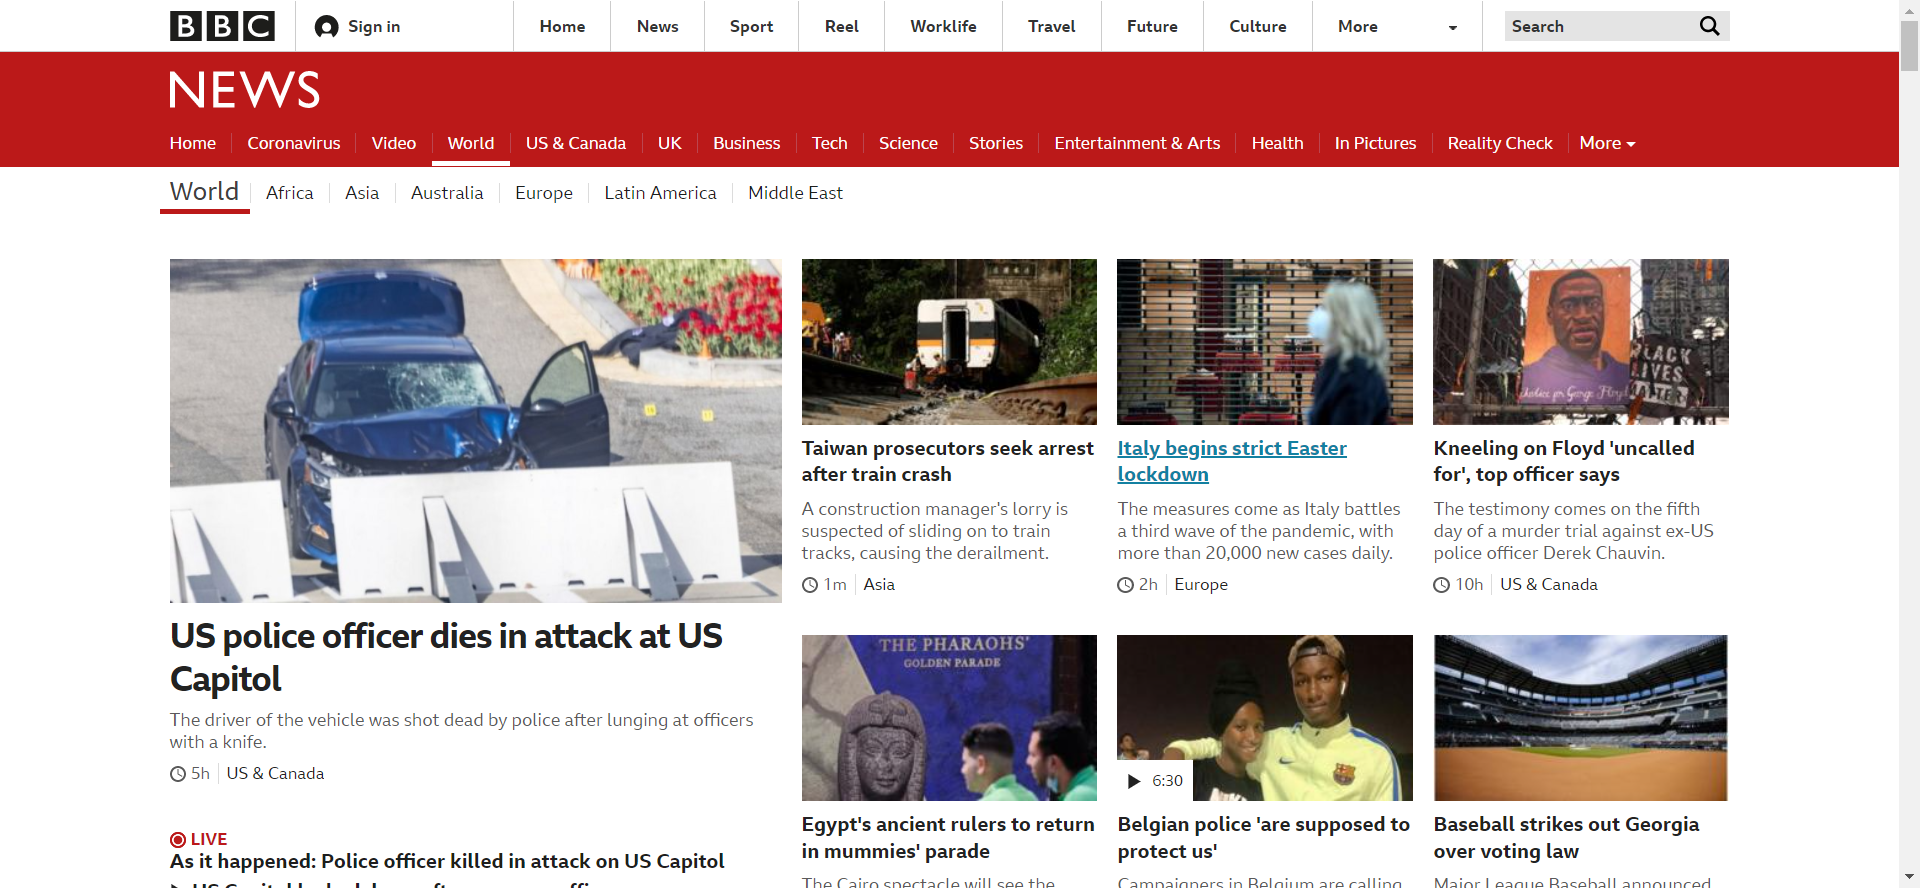 BBC
Sign in
Home
News
Sport
Reel
Worklife
Travel
Future
Culture
More
Search
NEWS
Home
Coronavirus
Video
World
US & Canada
UK
Business
Tech
Science
Stories
Entertainment & Arts
Health
In Pictures
Reality Check
More
World
Africa
Asia
Australia
Europe
Latin America
Middle East
US police officer dies in attack at US
Capitol
The driver of the vehicle was shot dead by police after lunging at officers
with a knife.
5h
US & Canada
LIVE
As it happened: Police officer killed in attack on US Capitol
Taiwan prosecutors seek arrest
after train crash
A construction manager's lorry is
suspected of sliding on to train
tracks, causing the derailment.
1m
Asia
Italy begins strict Easter
lockdown
The measures come as Italy battles
a third wave of the pandemic, with
more than 20,000 new cases daily.
2h
Europe
Justice for George Floyd
BLACK
LIVES
MATTER
Kneeling on Floyd 'uncalled
for', top officer says
The testimony comes on the fifth
day of a murder trial against ex-US
police officer Derek Chauvin.
10h
US & Canada
THE PHARAOHS'
GOLDEN PARADE
Egypt's ancient rulers to return
in mummies' parade
The Cairo spectacle will see the
6:30
Belgian police 'are supposed to
protect us'
Campaigners in Belgium are calling
Baseball strikes out Georgia
over voting law
Major League Baseball announced